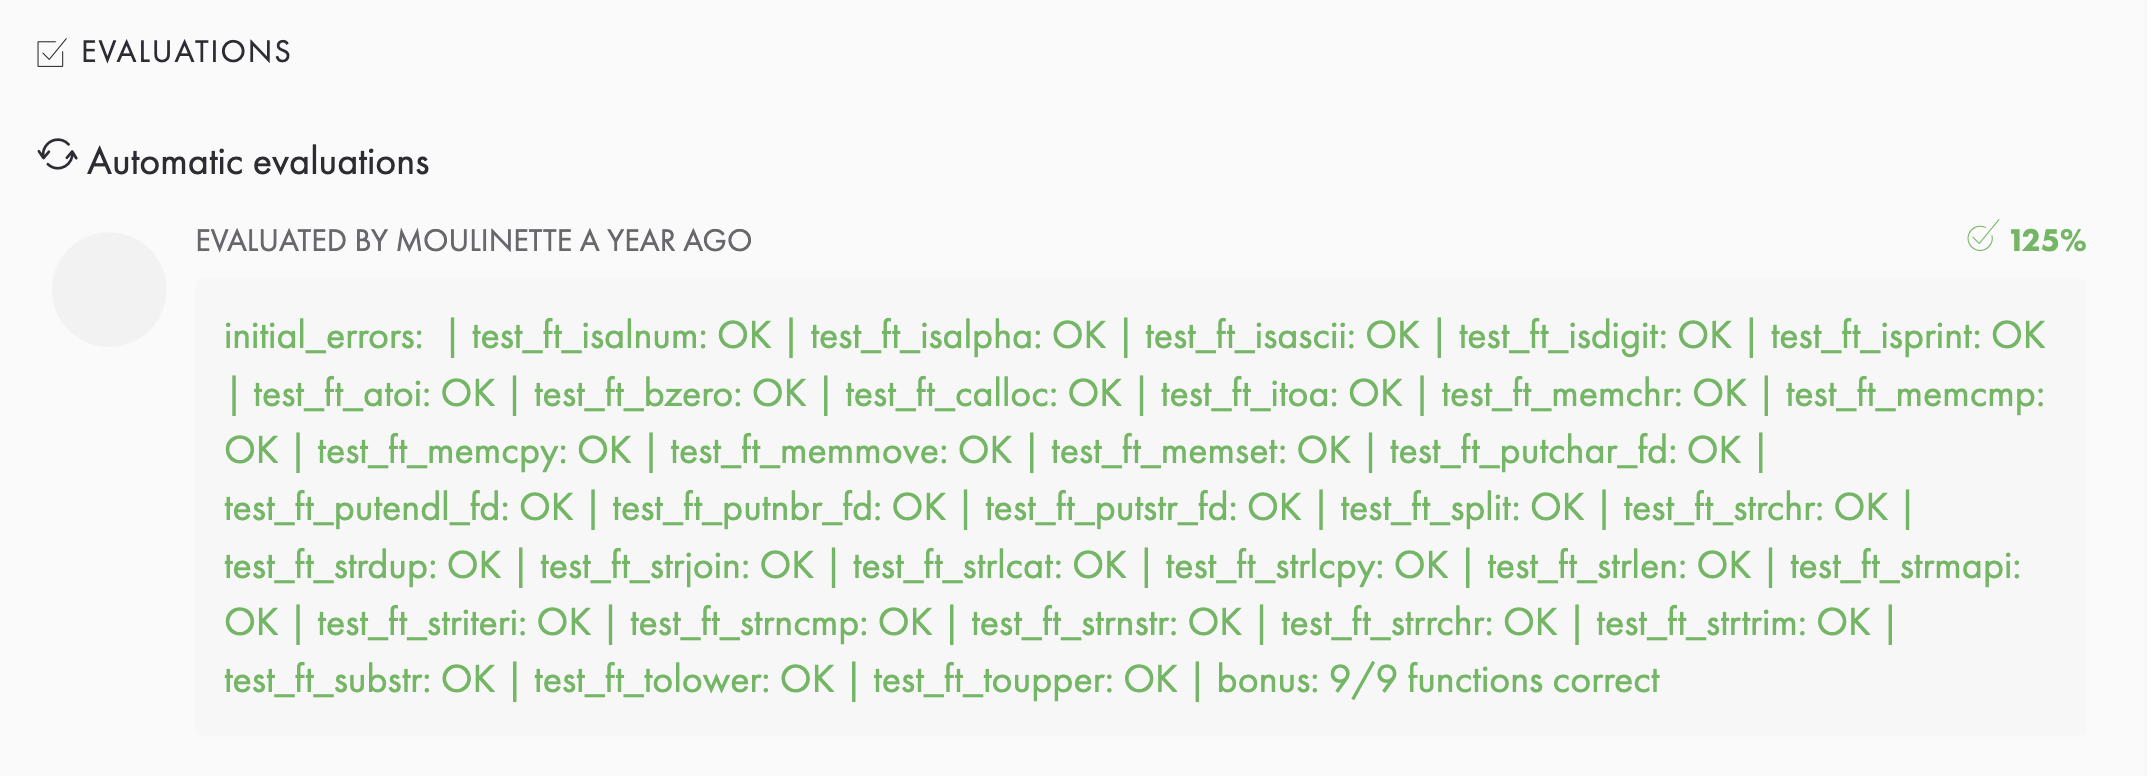 EVALUATIONS
Automatic evaluations
EVALUATED BY MOULINETTE A YEAR AGO
125%
initial_errors:  | test_ft_isalnum: OK | test_ft_isalpha: OK | test_ft_isascii: OK | test_ft_isdigit: OK | test_ft_isprint: OK
| test_ft_atoi: OK | test_ft_bzero: OK | test_ft_calloc: OK | test_ft_itoa: OK | test_ft_memchr: OK | test_ft_memcmp:
OK | test_ft_memcpy: OK | test_ft_memmove: OK | test_ft_memset: OK | test_ft_putchar_fd: OK |
test_ft_putendl_fd: OK | test_ft_putnbr_fd: OK | test_ft_putstr_fd: OK | test_ft_split: OK | test_ft_strchr: OK |
test_ft_strdup: OK | test_ft_strjoin: OK | test_ft_strlcat: OK | test_ft_strlcpy: OK | test_ft_strlen: OK | test_ft_strmapi:
OK | test_ft_striteri: OK | test_ft_strncmp: OK | test_ft_strnstr: OK | test_ft_strrchr: OK | test_ft_strtrim: OK |
test_ft_substr: OK | test_ft_tolower: OK | test_ft_toupper: OK | bonus: 9/9 functions correct